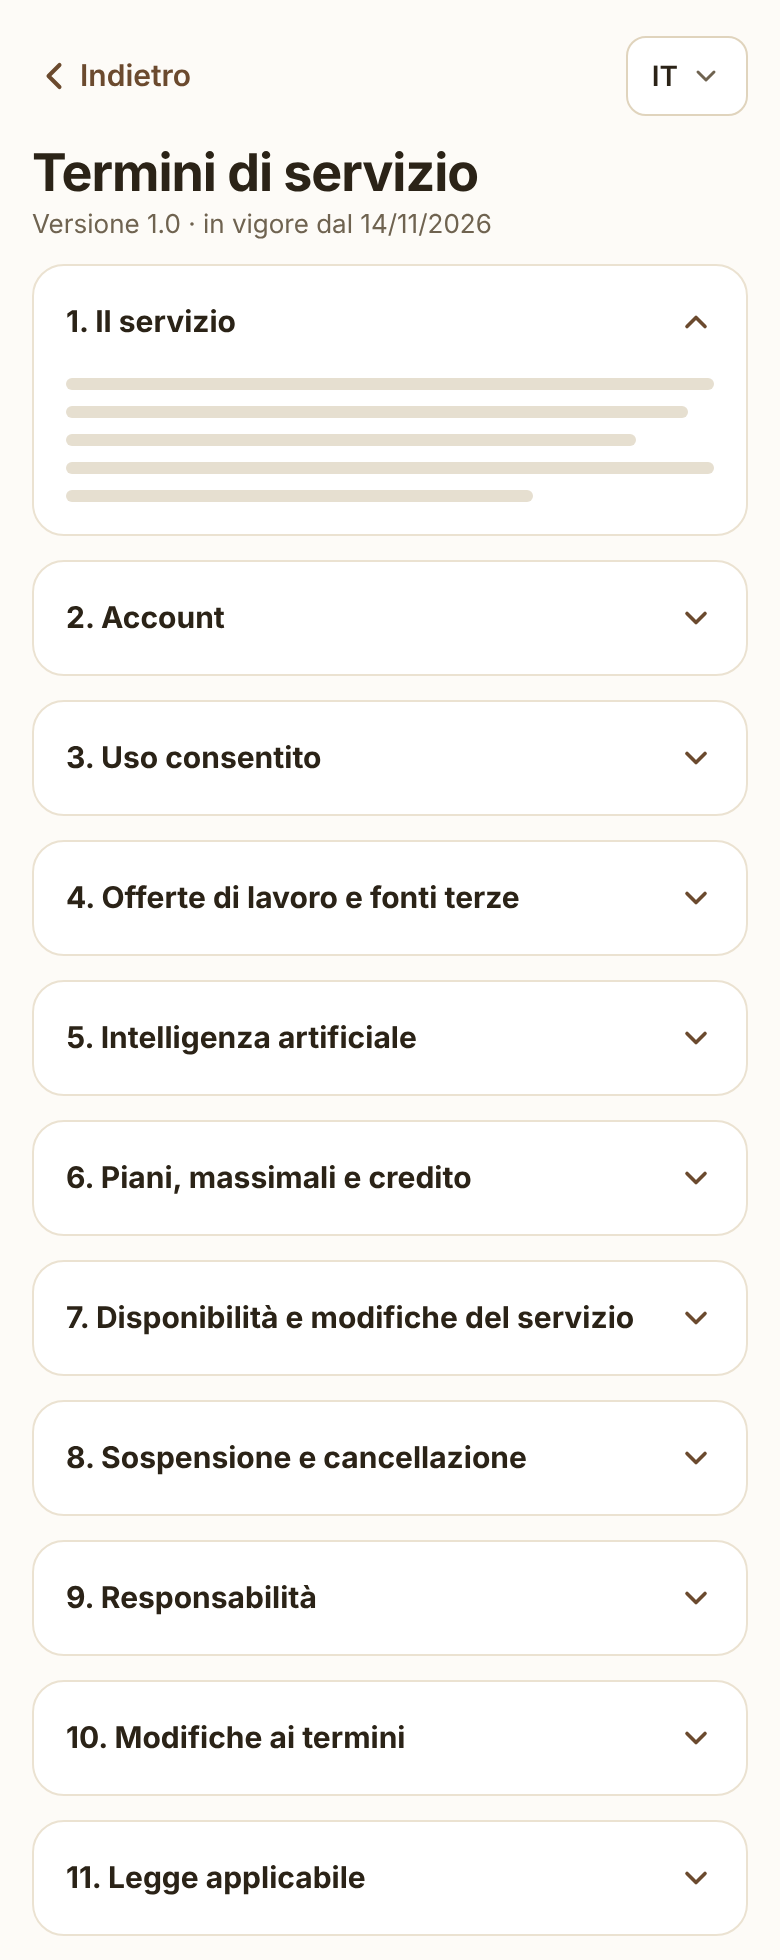 Indietro
IT
Termini di servizio
Versione 1.0 · in vigore dal 14/11/2026
1. Il servizio
2. Account
3. Uso consentito
4. Offerte di lavoro e fonti terze
5. Intelligenza artificiale
6. Piani, massimali e credito
7. Disponibilità e modifiche del servizio
8. Sospensione e cancellazione
9. Responsabilità
10. Modifiche ai termini
11. Legge applicabile